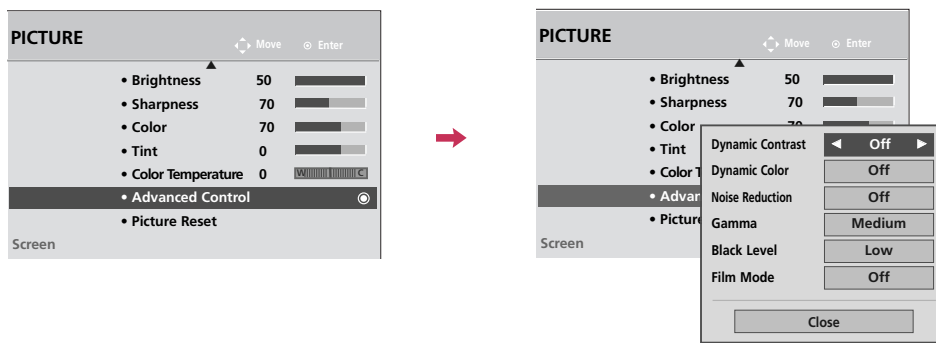 PICTURE
Move Enter
• Brightness 50
• Sharpness 70
• Color 70
• Tint 0
• Color Temperature 0 W C
• Advanced Control
• Picture Reset
Screen
PICTURE
Move Enter
• Brightness 50
• Sharpness 70
• Color 70
• Tint
• Color T
• Advan
• Picture
Screen
Dynamic Contrast ◄ Off ►
Dynamic Color Off
Noise Reduction Off
Gamma Medium
Black Level Low
Film Mode Off
Close